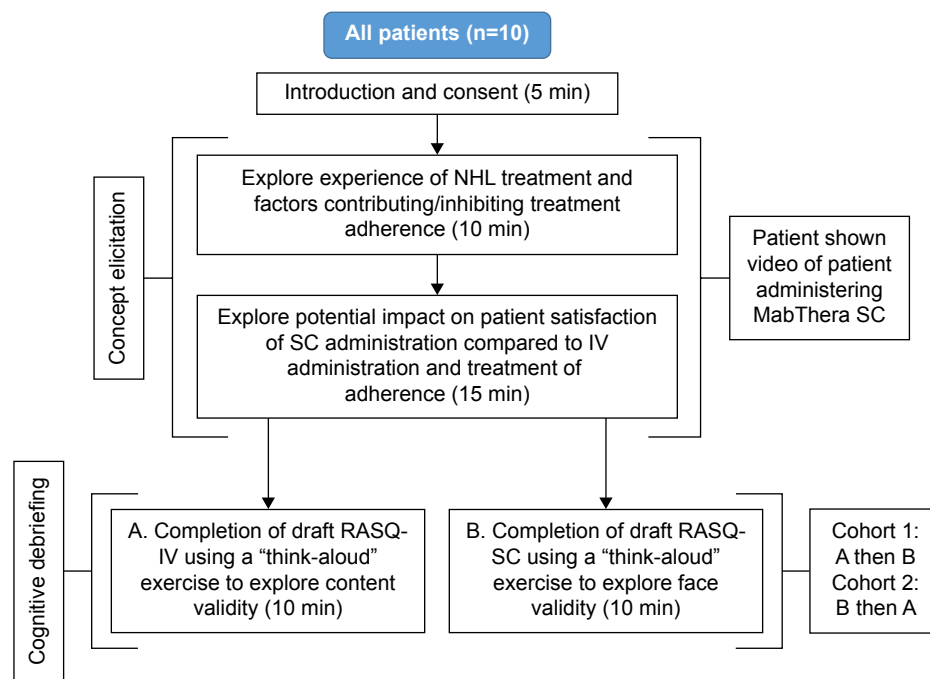 All patients (n=10)
Introduction and consent (5 min)
Concept elicitation
Explore experience of NHL treatment and
factors contributing/inhibiting treatment
adherence (10 min)
Patient shown
video of patient
administering
MabThera SC
Explore potential impact on patient satisfaction
of SC administration compared to IV
administration and treatment of
adherence (15 min)
Cognitive debriefing
A. Completion of draft RASQ-
IV using a “think-aloud”
exercise to explore content
validity (10 min)
B. Completion of draft RASQ-
SC using a “think-aloud”
exercise to explore face
validity (10 min)
Cohort 1:
A then B
Cohort 2:
B then A